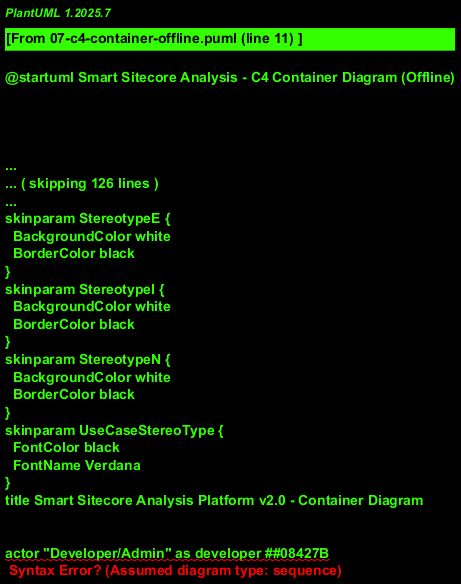 PlantUML 1.2025.7
[From 07-c4-container-offline.puml (line 11) ]
@startuml Smart Sitecore Analysis - C4 Container Diagram (Offline)
...
... ( skipping 126 lines )
...
skinparam StereotypeE {
  BackgroundColor white
  BorderColor black
}
skinparam StereotypeI {
  BackgroundColor white
  BorderColor black
}
skinparam StereotypeN {
  BackgroundColor white
  BorderColor black
}
skinparam UseCaseStereoType {
  FontColor black
  FontName Verdana
}
title Smart Sitecore Analysis Platform v2.0 - Container Diagram
actor "Developer/Admin" as developer ##08427B
Syntax Error? (Assumed diagram type: sequence)